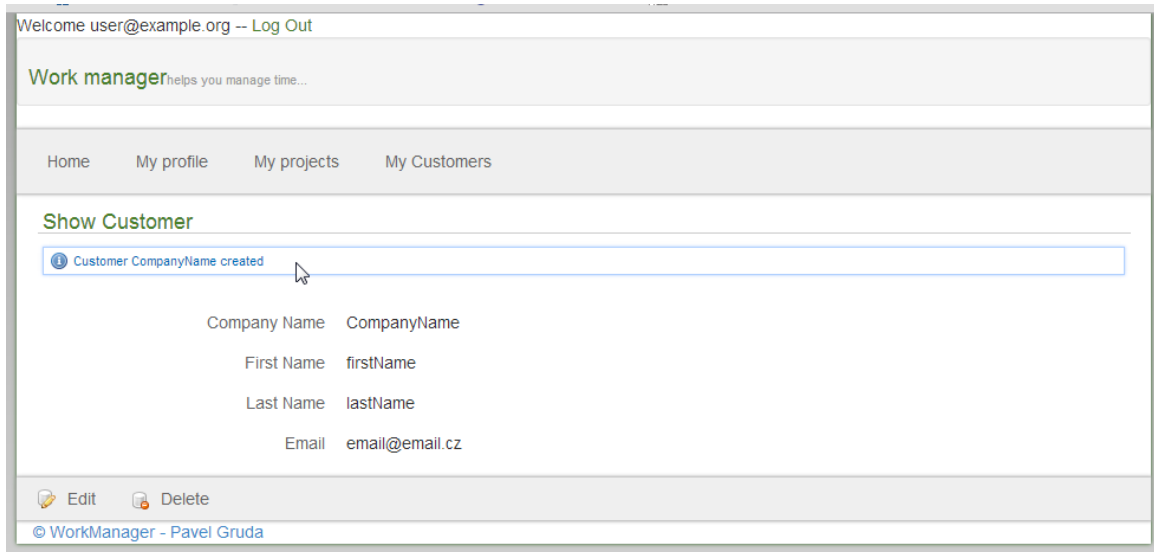 Welcome user@example.org -- Log Out
Work manager helps you manage time...
Home My profile My projects My Customers
Show Customer
Customer CompanyName created
Company Name CompanyName
First Name firstName
Last Name lastName
Email email@email.cz
Edit Delete
© WorkManager - Pavel Gruda